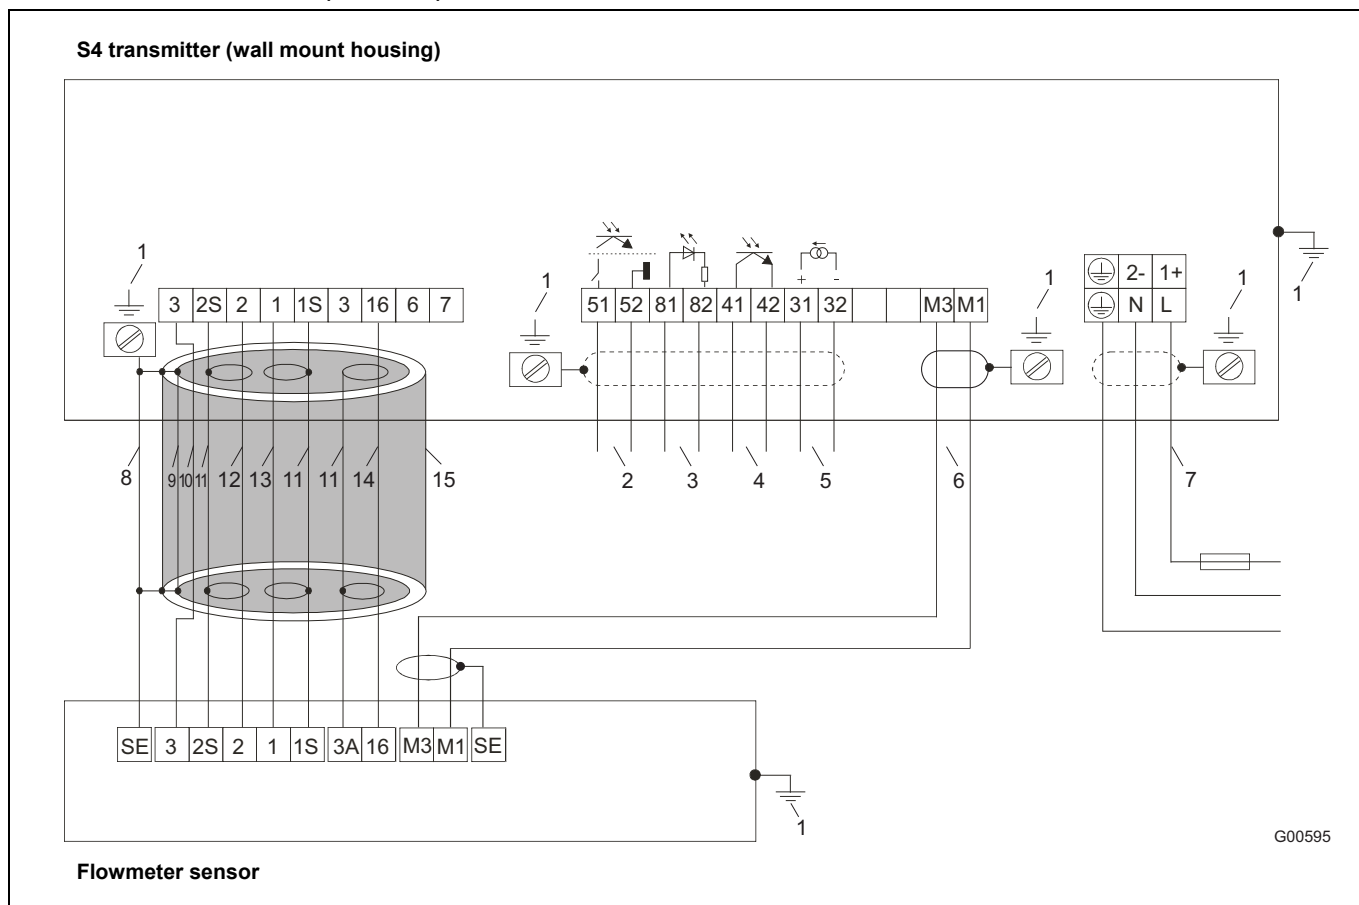 S4 transmitter (wall mount housing)
1
1
1
1
1
3 2S 2 1 1S 3 16 6 7
+ -
51 52 81 82 41 42 31 32 M3 M1
2- 1+
N L
8 9 10 11 12 13 11 11 14 15
2 3 4 5 6 7
SE 3 2S 2 1 1S 3A 16 M3 M1 SE
1
G00595
Flowmeter sensor